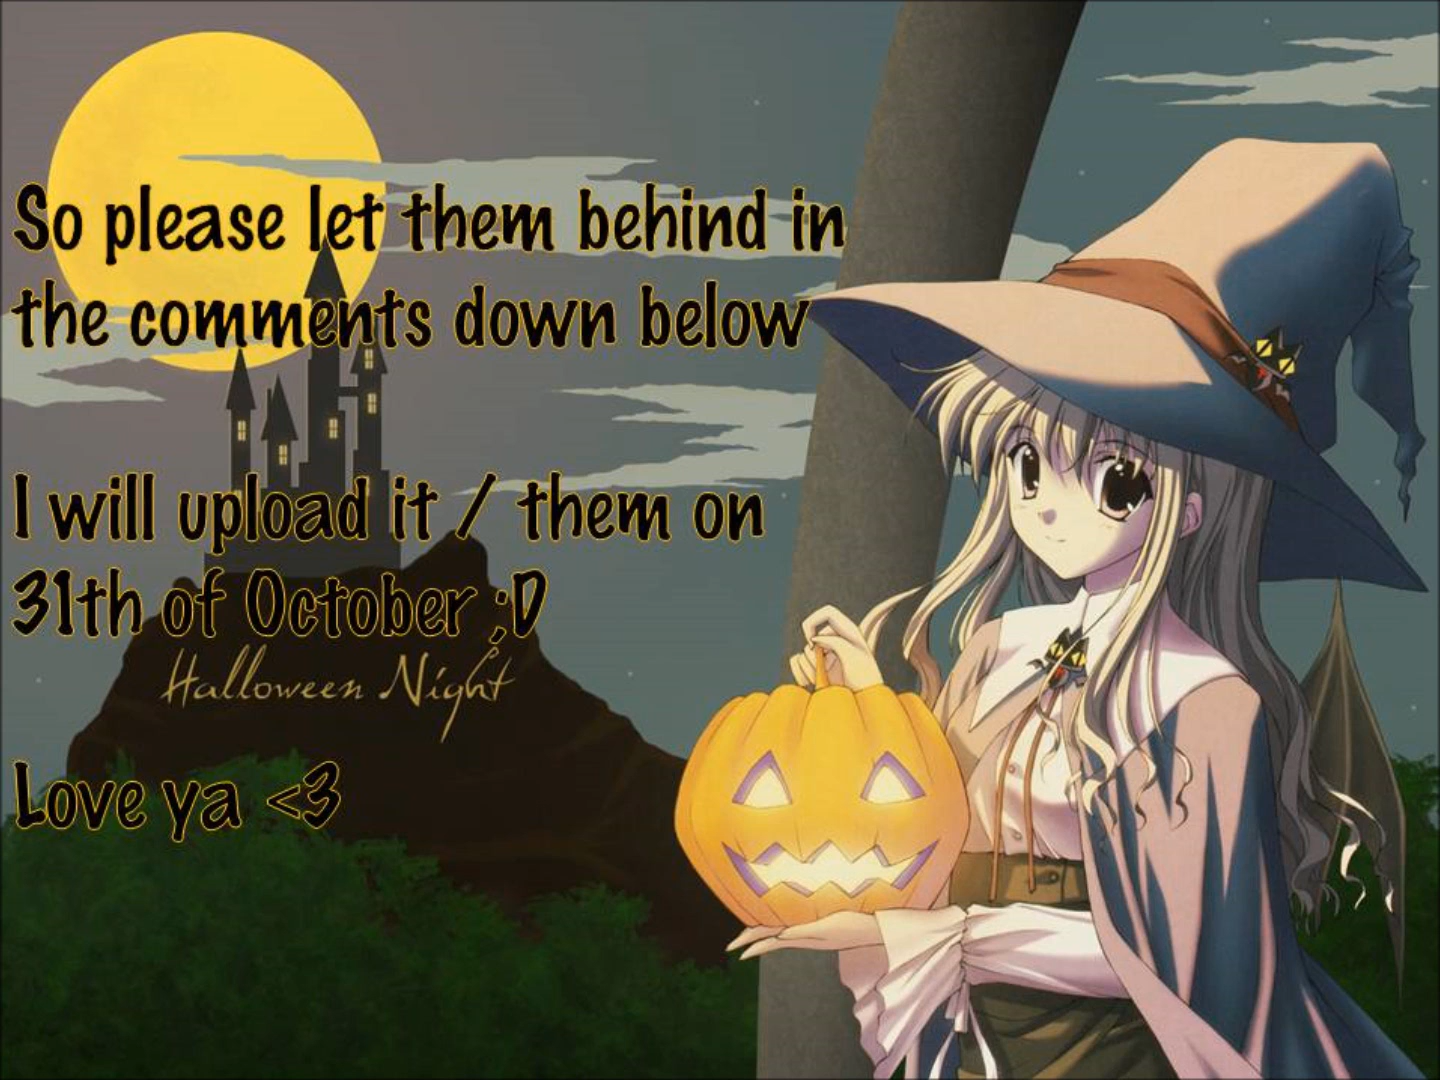 So please let them behind in
the comments down below
I will upload it / them on
31th of October ;D
Halloween Night
Love ya <3